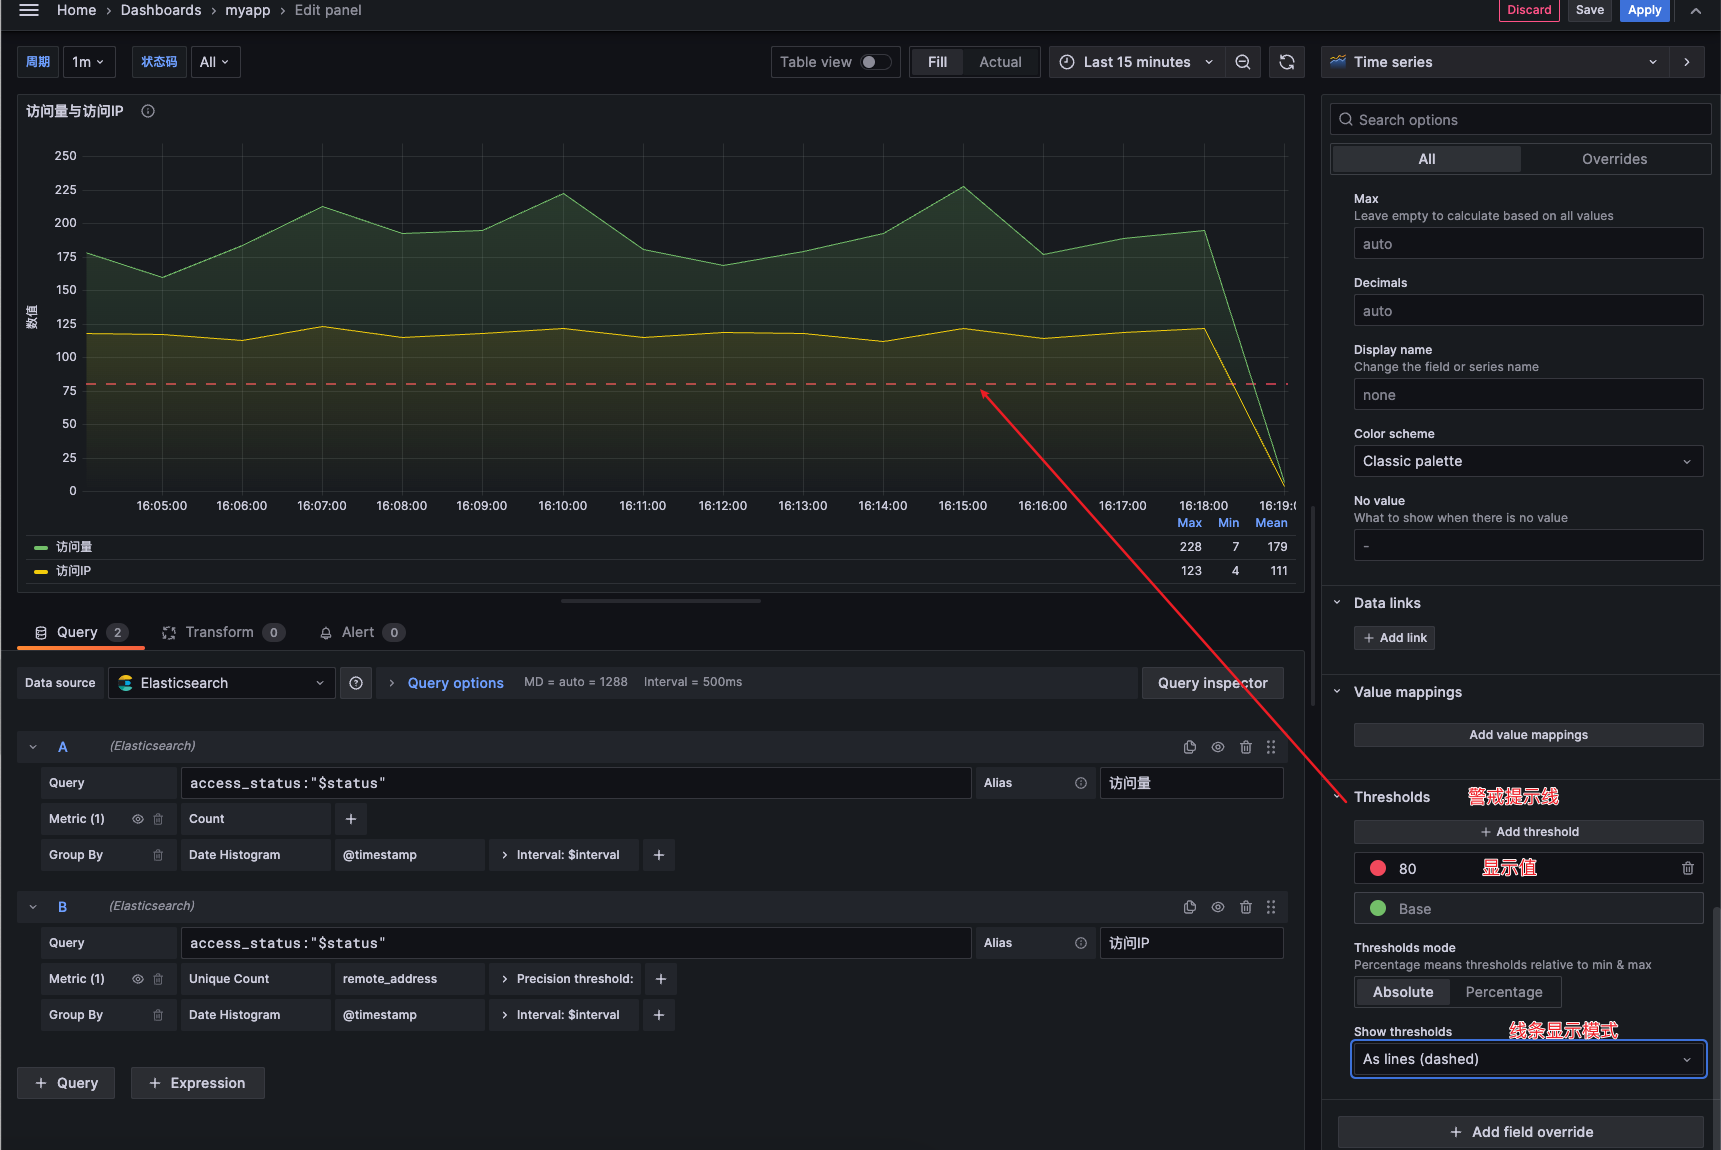 Home › Dashboards › myapp › Edit panel
Discard Save Apply
周期 1m 状态码 All
Table view Fill Actual Last 15 minutes
Time series
访问量与访问IP
Search options
All Overrides
Max
Leave empty to calculate based on all values
auto
Decimals
auto
Display name
Change the field or series name
none
Color scheme
Classic palette
No value
What to show when there is no value
-
Data links
+ Add link
Value mappings
Add value mappings
Thresholds 警戒提示线
+ Add threshold
80 显示值
Base
Thresholds mode
Percentage means thresholds relative to min & max
Absolute Percentage
Show thresholds 线条显示模式
As lines (dashed)
+ Add field override
数值
250
225
200
175
150
125
100
75
50
25
0
16:05:00 16:06:00 16:07:00 16:08:00 16:09:00 16:10:00 16:11:00 16:12:00 16:13:00 16:14:00 16:15:00 16:16:00 16:17:00 16:18:00 16:19:0
Max Min Mean
访问量 228 7 179
访问IP 123 4 111
Query 2 Transform 0 Alert 0
Data source Elasticsearch › Query options MD = auto = 1288 Interval = 500ms Query inspector
A (Elasticsearch)
Query access_status:"$status" Alias 访问量
Metric (1) Count +
Group By Date Histogram @timestamp › Interval: $interval +
B (Elasticsearch)
Query access_status:"$status" Alias 访问IP
Metric (1) Unique Count remote_address › Precision threshold: +
Group By Date Histogram @timestamp › Interval: $interval +
+ Query + Expression